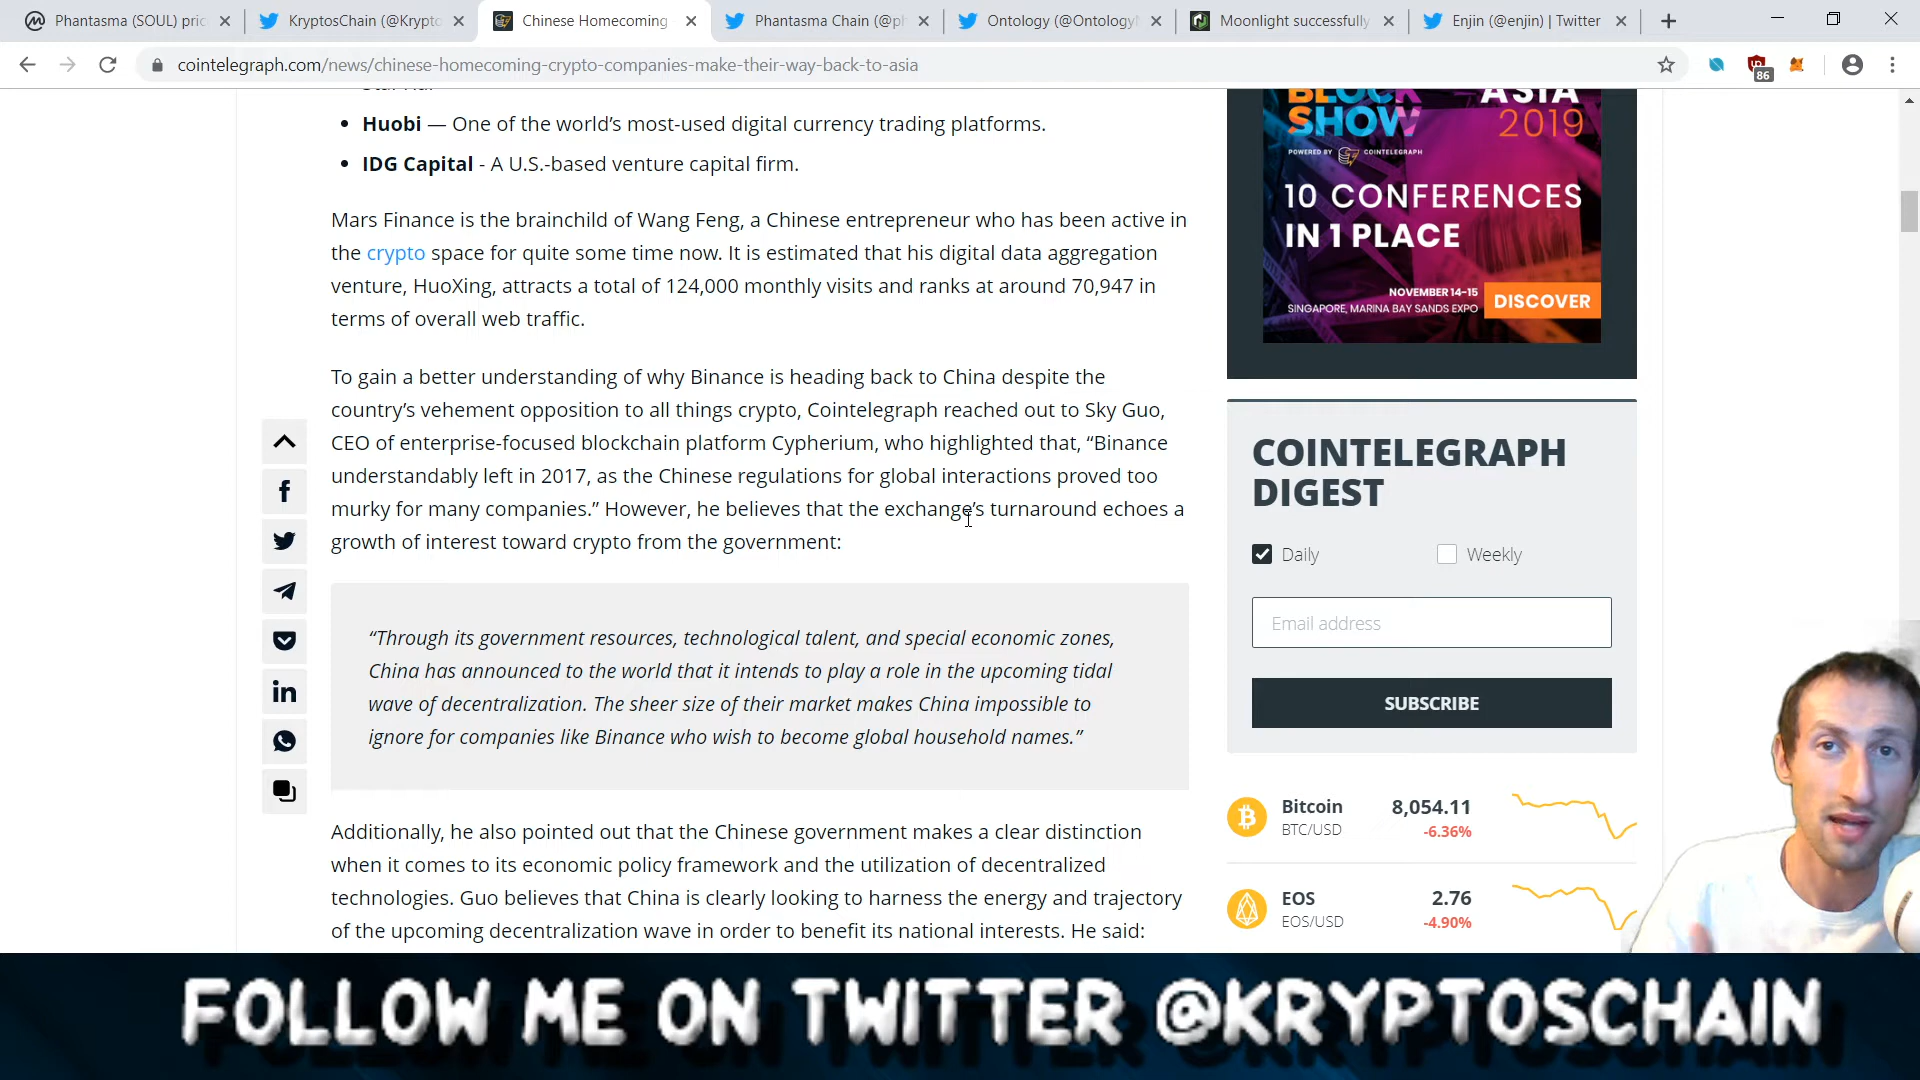 Phantasma (SOUL) pric
KryptosChain (@Krypto
Chinese Homecoming
Phantasma Chain (@ph
Ontology (@OntologyN
Moonlight successfully
Enjin (@enjin) | Twitter
cointelegraph.com/news/chinese-homecoming-crypto-companies-make-their-way-back-to-asia
86
• Huobi — One of the world’s most-used digital currency trading platforms.
• IDG Capital - A U.S.-based venture capital firm.
Mars Finance is the brainchild of Wang Feng, a Chinese entrepreneur who has been active in
the crypto space for quite some time now. It is estimated that his digital data aggregation
venture, HuoXing, attracts a total of 124,000 monthly visits and ranks at around 70,947 in
terms of overall web traffic.
To gain a better understanding of why Binance is heading back to China despite the
country’s vehement opposition to all things crypto, Cointelegraph reached out to Sky Guo,
CEO of enterprise-focused blockchain platform Cypherium, who highlighted that, “Binance
understandably left in 2017, as the Chinese regulations for global interactions proved too
murky for many companies.” However, he believes that the exchange’s turnaround echoes a
growth of interest toward crypto from the government:
“Through its government resources, technological talent, and special economic zones,
China has announced to the world that it intends to play a role in the upcoming tidal
wave of decentralization. The sheer size of their market makes China impossible to
ignore for companies like Binance who wish to become global household names.”
Additionally, he also pointed out that the Chinese government makes a clear distinction
when it comes to its economic policy framework and the utilization of decentralized
technologies. Guo believes that China is clearly looking to harness the energy and trajectory
of the upcoming decentralization wave in order to benefit its national interests. He said:
BLOCK
SHOW
ASIA
2019
POWERED BY COINTELEGRAPH
10 CONFERENCES
IN 1 PLACE
NOVEMBER 14-15
SINGAPORE, MARINA BAY SANDS EXPO
DISCOVER
COINTELEGRAPH
DIGEST
Daily
Weekly
Email address
SUBSCRIBE
Bitcoin 8,054.11
BTC/USD -6.36%
EOS 2.76
EOS/USD -4.90%
FOLLOW ME ON TWITTER @KRYPTOSCHAIN